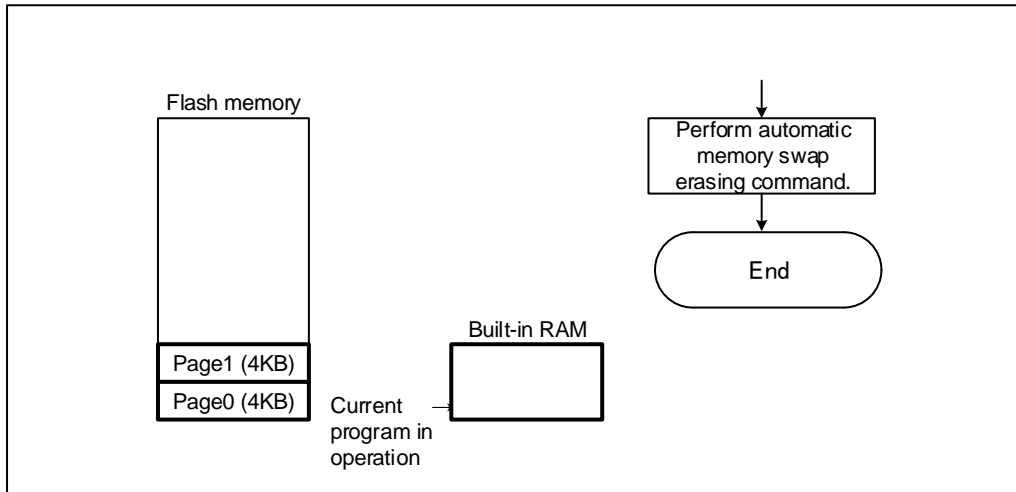 Flash memory
Page1 (4KB)
Page0 (4KB)
Current
program in
operation
Built-in RAM
Perform automatic
memory swap
erasing command.
End